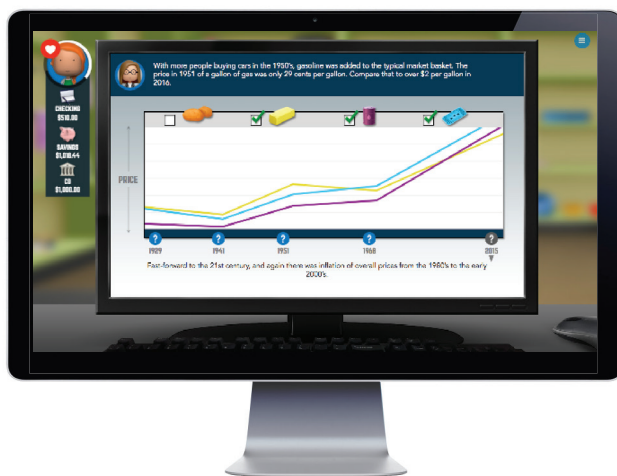 With more people buying cars in the 1950's, gasoline was added to the typical market basket. The
price in 1951 of a gallon of gas was only 29 cents per gallon. Compare that to over $2 per gallon in
2016.
CHECKING
$510.00
SAVINGS
$1,010.44
CD
$1,000.00
PRICE
? ? ? ? ?
1929 1941 1951 1968 2015
Fast-forward to the 21st century, and again there was inflation of overall prices from the 1980's to the early
2000's.